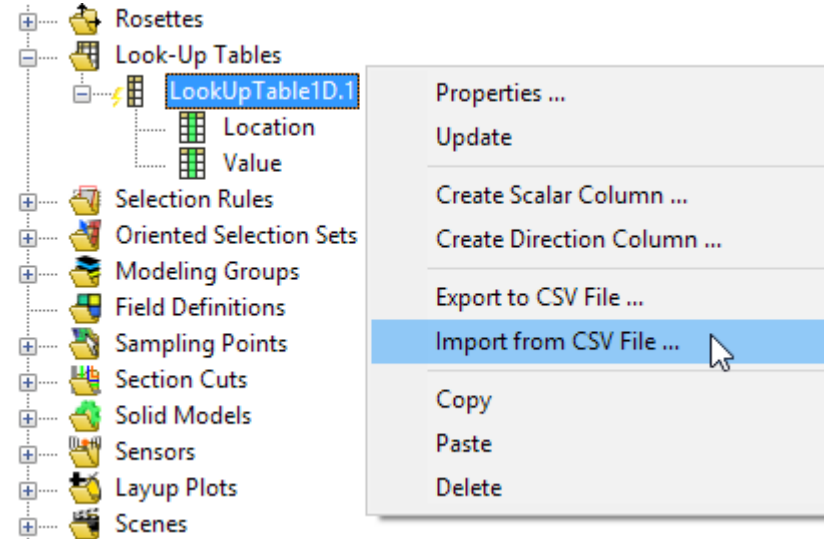 Rosettes
Look-Up Tables
LookUpTable1D.1
Location
Value
Selection Rules
Oriented Selection Sets
Modeling Groups
Field Definitions
Sampling Points
Section Cuts
Solid Models
Sensors
Layup Plots
Scenes
Properties ...
Update
Create Scalar Column ...
Create Direction Column ...
Export to CSV File ...
Import from CSV File ...
Copy
Paste
Delete